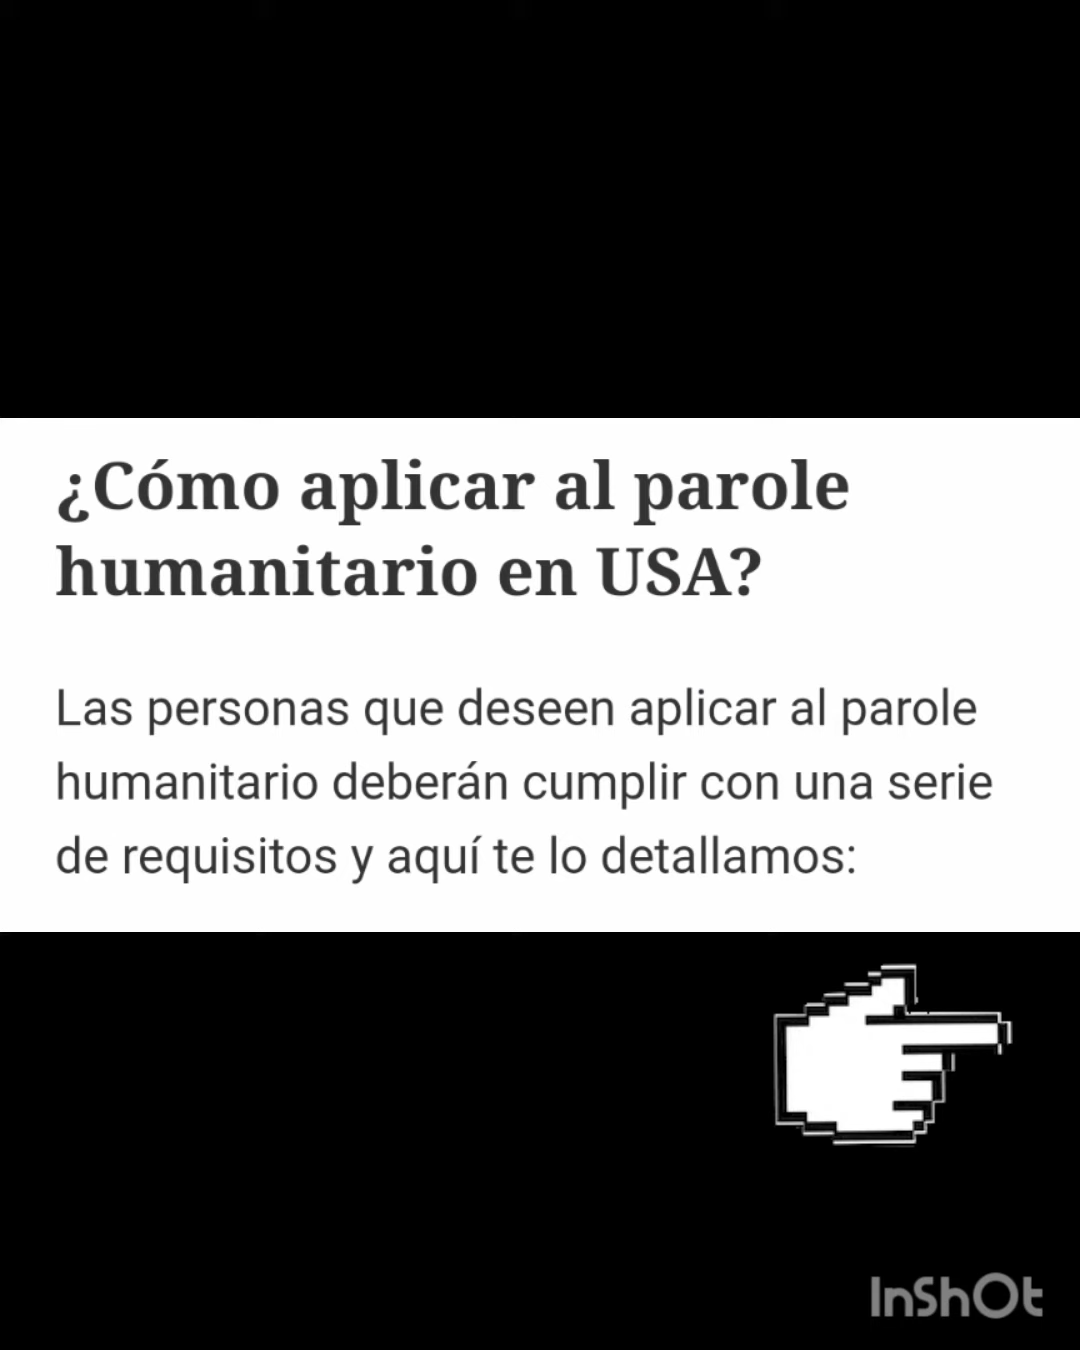 ¿Cómo aplicar al parole
humanitario en USA?
Las personas que deseen aplicar al parole
humanitario deberán cumplir con una serie
de requisitos y aquí te lo detallamos:
InShOt